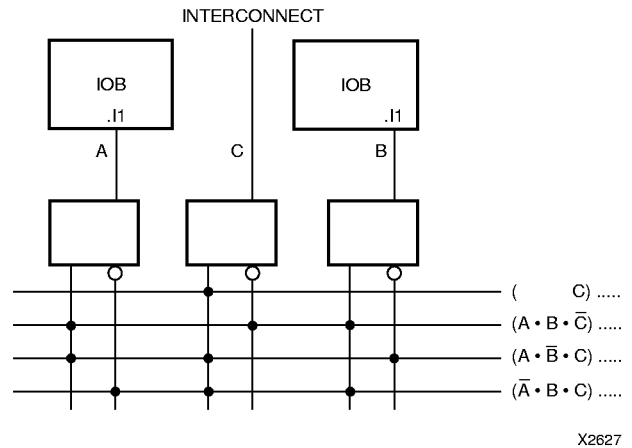 INTERCONNECT
IOB
.I1
IOB
.I1
A
C
B
( C) .....
(A • B • C̅) .....
(A • B̅ • C) .....
(A̅ • B • C) .....
X2627